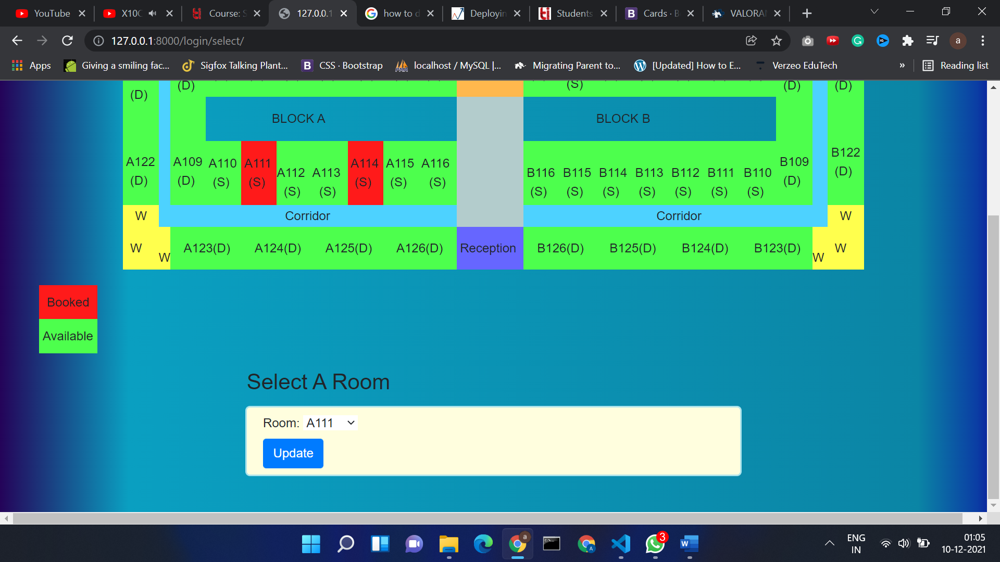 YouTube
X10C
Course: S
127.0.0.1
how to d
Deployin
Students
Cards · B
VALORAN
127.0.0.1:8000/login/select/
a
Apps
Giving a smiling fac...
Sigfox Talking Plant...
CSS · Bootstrap
localhost / MySQL |...
Migrating Parent to...
[Updated] How to E...
Verzeo EduTech
»
Reading list
(D) (D) (S) (D) (D)
BLOCK A BLOCK B
A122 (D)
A109 (D)
A110 (S)
A111 (S)
A112 (S)
A113 (S)
A114 (S)
A115 (S)
A116 (S)
B116 (S)
B115 (S)
B114 (S)
B113 (S)
B112 (S)
B111 (S)
B110 (S)
B109 (D)
B122 (D)
W Corridor Corridor W
W W A123(D) A124(D) A125(D) A126(D) Reception B126(D) B125(D) B124(D) B123(D) W W
Booked
Available
Select A Room
Room: A111
Update
3
ENG
IN
01:05
10-12-2021